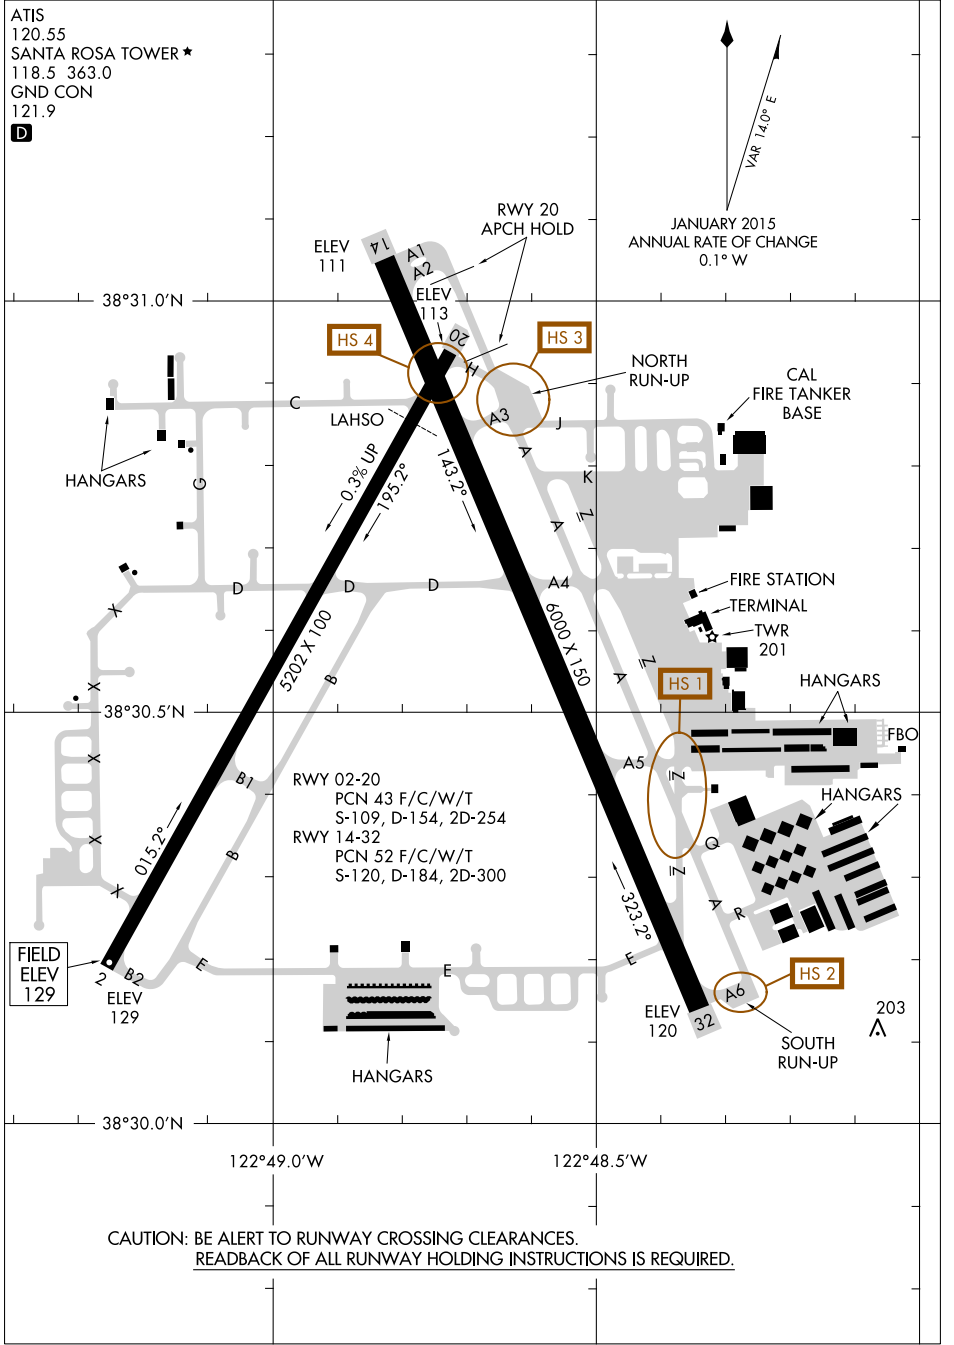 ATIS
120.55
SANTA ROSA TOWER ★
118.5 363.0
GND CON
121.9
D
VAR 14.0° E
JANUARY 2015
ANNUAL RATE OF CHANGE
0.1° W
RWY 20
APCH HOLD
ELEV
111
14
A1
A2
ELEV
113
20
38°31.0'N
HS 4
HS 3
H
NORTH
RUN-UP
CAL
FIRE TANKER
BASE
C
LAHSO
A3
J
A
HANGARS
G
0.3% UP
195.2°
143.2°
K
Z
A
FIRE STATION
TERMINAL
TWR
201
X
D
D
D
A4
5202 X 100
6000 X 150
B
A
Z
HS 1
HANGARS
X
38°30.5'N
FBO
X
B1
A5
Z
RWY 02-20
PCN 43 F/C/W/T
S-109, D-154, 2D-254
RWY 14-32
PCN 52 F/C/W/T
S-120, D-184, 2D-300
HANGARS
X
015.2°
B
Q
Z
X
323.2°
A
R
FIELD
ELEV
129
2
B2
E
ELEV
129
E
E
HS 2
A6
ELEV
120
32
203
SOUTH
RUN-UP
HANGARS
38°30.0'N
122°49.0'W
122°48.5'W
CAUTION: BE ALERT TO RUNWAY CROSSING CLEARANCES.
READBACK OF ALL RUNWAY HOLDING INSTRUCTIONS IS REQUIRED.